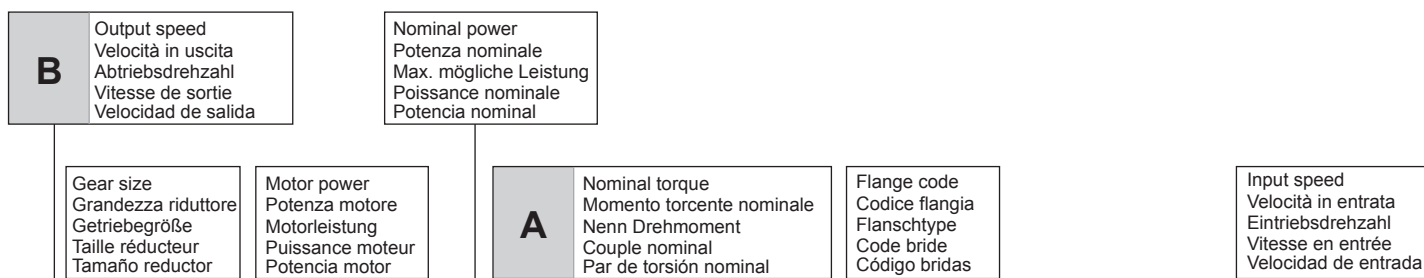 B
Output speed
Velocità in uscita
Abtriebsdrehzahl
Vitesse de sortie
Velocidad de salida
Nominal power
Potenza nominale
Max. mögliche Leistung
Poissance nominale
Potencia nominal
Gear size
Grandezza riduttore
Getriebegröße
Taille réducteur
Tamaño reductor
Motor power
Potenza motore
Motorleistung
Puissance moteur
Potencia motor
A
Nominal torque
Momento torcente nominale
Nenn Drehmoment
Couple nominal
Par de torsión nominal
Flange code
Codice flangia
Flanschtype
Code bride
Código bridas
Input speed
Velocità in entrata
Eintriebsdrehzahl
Vitesse en entrée
Velocidad de entrada